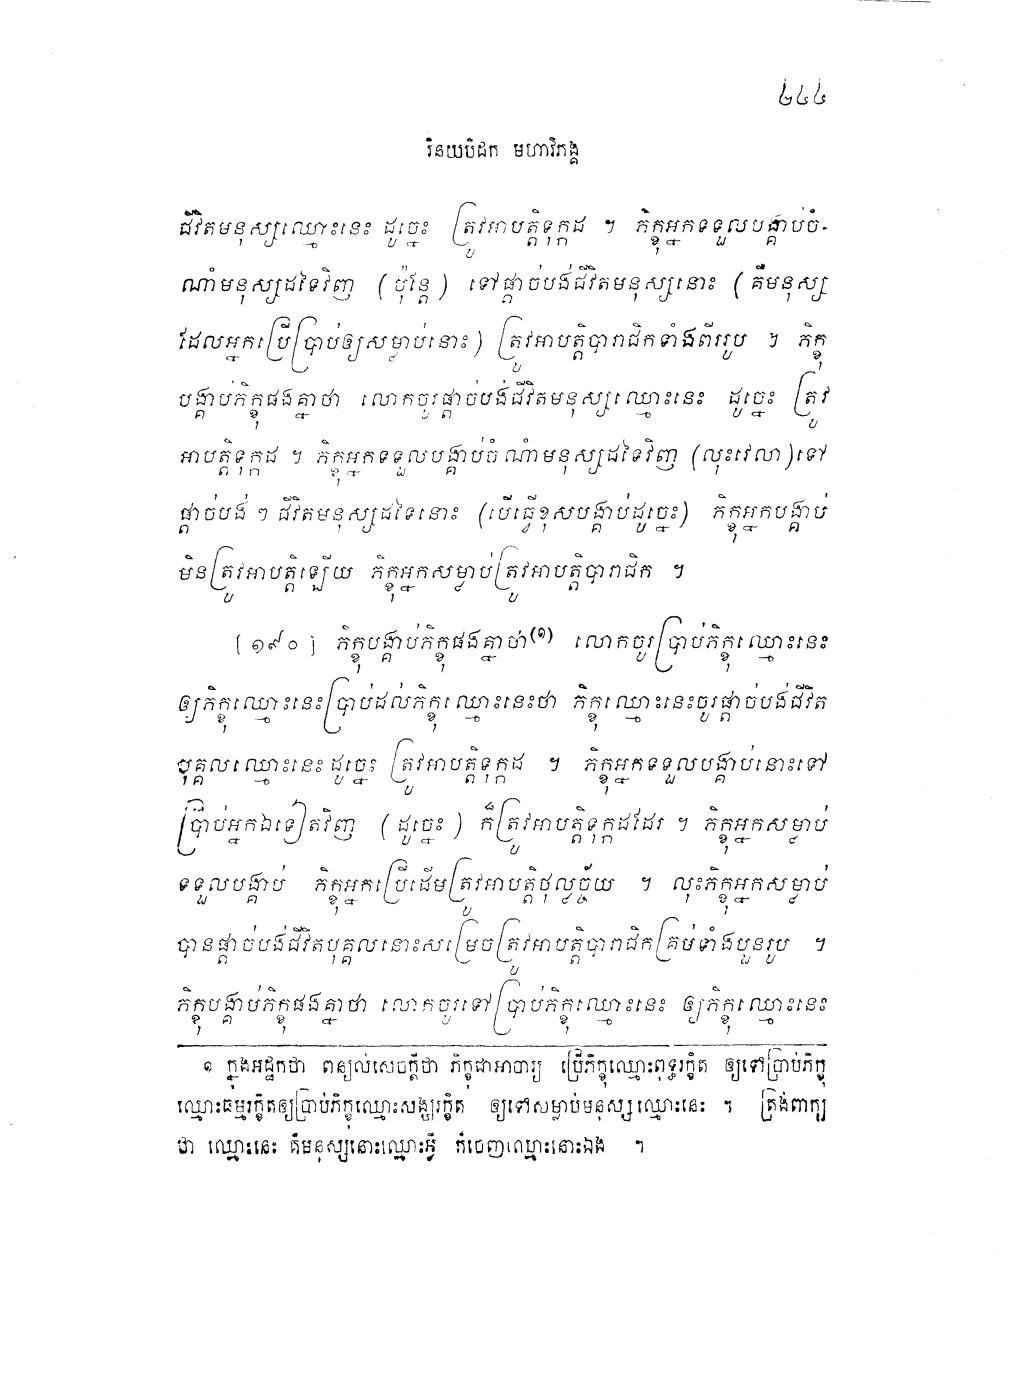 ២៤៤
វិនយបិដក មហាវិភង្គ
ជីវិតមនុស្សឈ្មោះនេះ ដូច្នេះ ត្រូវអាបត្តិទុក្កដ ។ ភិក្ខុអ្នកទទួលបង្គាប់ចំ-
ណាំមនុស្សដទៃវិញ (ប៉ុន្តែ) ទៅផ្តាច់បង់ជីវិតមនុស្សនោះ (គឺមនុស្ស
ដែលអ្នកប្រើប្រាប់ឲ្យសម្លាប់នោះ) ត្រូវអាបត្តិបារាជិកទាំងពីររូប ។ ភិក្ខុ
បង្គាប់ភិក្ខុផងគ្នាថា លោកចូរផ្តាច់បង់ជីវិតមនុស្សឈ្មោះនេះ ដូច្នេះ ត្រូវ
អាបត្តិទុក្កដ ។ ភិក្ខុអ្នកទទួលបង្គាប់ចំណាំមនុស្សដទៃវិញ (លុះវេលា)ទៅ
ផ្តាច់បង់ ៗ ជីវិតមនុស្សដទៃនោះ (បើធ្វើខុសបង្គាប់ដូច្នេះ) ភិក្ខុអ្នកបង្គាប់
មិនត្រូវអាបត្តិឡើយ ភិក្ខុអ្នកសម្លាប់ត្រូវអាបត្តិបារាជិក ។
[១៩០] ភិក្ខុបង្គាប់ភិក្ខុផងគ្នាថា(១) លោកចូរប្រាប់ភិក្ខុឈ្មោះនេះ
ឲ្យភិក្ខុឈ្មោះនេះប្រាប់ដល់ភិក្ខុឈ្មោះនេះថា ភិក្ខុឈ្មោះនេះចូរផ្តាច់បង់ជីវិត
បុគ្គលឈ្មោះនេះ ដូច្នេះ ត្រូវអាបត្តិទុក្កដ ។ ភិក្ខុអ្នកទទួលបង្គាប់នោះទៅ
ប្រាប់អ្នកឯទៀតវិញ (ដូច្នេះ) ក៏ត្រូវអាបត្តិទុក្កដដែរ ។ ភិក្ខុអ្នកសម្លាប់
ទទួលបង្គាប់ ភិក្ខុអ្នកប្រើដើមត្រូវអាបត្តិថុល្លច្ច័យ ។ លុះភិក្ខុអ្នកសម្លាប់
បានផ្តាច់បង់ជីវិតបុគ្គលនោះសម្រេចត្រូវអាបត្តិបារាជិកគ្រប់ទាំងបួនរូប ។
ភិក្ខុបង្គាប់ភិក្ខុផងគ្នាថា លោកចូរទៅប្រាប់ភិក្ខុឈ្មោះនេះ ឲ្យភិក្ខុឈ្មោះនេះ
១ ក្នុងអដ្ឋកថា ពន្យល់សេចក្តីថា ភិក្ខុជាអាចារ្យ ប្រើភិក្ខុឈ្មោះពុទ្ធរក្ខិត ឲ្យទៅប្រាប់ភិក្ខុ
ឈ្មោះធម្មរក្ខិតឲ្យប្រាប់ភិក្ខុឈ្មោះសង្ឃរក្ខិត ឲ្យទៅសម្លាប់មនុស្សឈ្មោះនេះ ។ ត្រង់ពាក្យ
ថា ឈ្មោះនេះ គឺមនុស្សនោះឈ្មោះអ្វី ក៏ចេញឈ្មោះនោះឯង ។